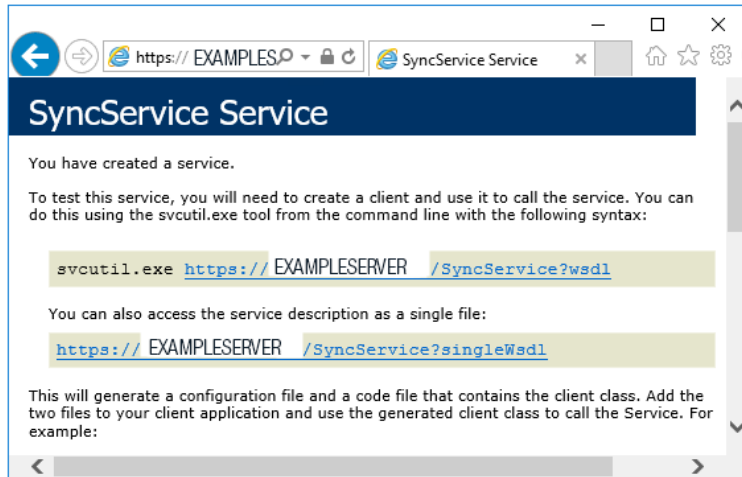 https:// EXAMPLES
SyncService Service
SyncService Service
You have created a service.
To test this service, you will need to create a client and use it to call the service. You can
do this using the svcutil.exe tool from the command line with the following syntax:
svcutil.exe https:// EXAMPLESERVER /SyncService?wsdl
You can also access the service description as a single file:
https:// EXAMPLESERVER /SyncService?singleWsdl
This will generate a configuration file and a code file that contains the client class. Add the
two files to your client application and use the generated client class to call the Service. For
example: